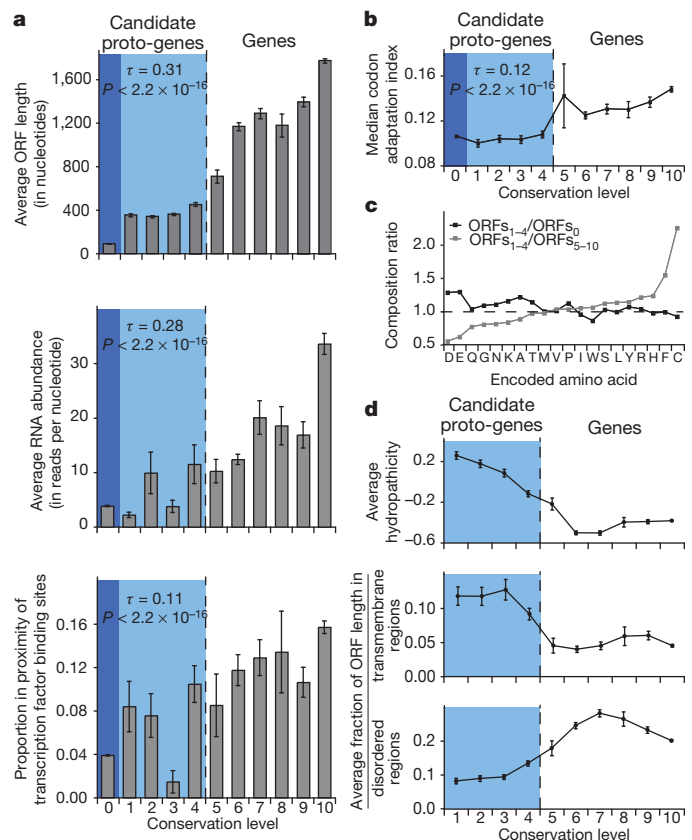 a
Candidate
proto-genes
Genes
τ = 0.31
P < 2.2 × 10⁻¹⁶
Average ORF length
(in nucleotides)
1,600
1,200
800
400
0
τ = 0.28
P < 2.2 × 10⁻¹⁶
Average RNA abundance
(in reads per nucleotide)
30
20
10
0
τ = 0.11
P < 2.2 × 10⁻¹⁶
Proportion in proximity of
transcription factor binding sites
0.16
0.12
0.08
0.04
0.00
0 1 2 3 4 5 6 7 8 9 10
Conservation level
b
Candidate
proto-genes
Genes
τ = 0.12
P < 2.2 × 10⁻¹⁶
Median codon
adaptation index
0.16
0.12
0.08
0 1 2 3 4 5 6 7 8 9 10
Conservation level
c
ORFs₁₋₄/ORFs₀
ORFs₁₋₄/ORFs₅₋₁₀
Composition ratio
2.0
1.5
1.0
0.5
D E Q G N K A T M V P I W S L Y R H F C
Encoded amino acid
d
Candidate
proto-genes
Genes
Average
hydropathicity
0.2
−0.2
−0.6
Average fraction of ORF length in
transmembrane
regions
0.10
0.05
0.00
disordered
regions
0.2
0.1
0
1 2 3 4 5 6 7 8 9 10
Conservation level